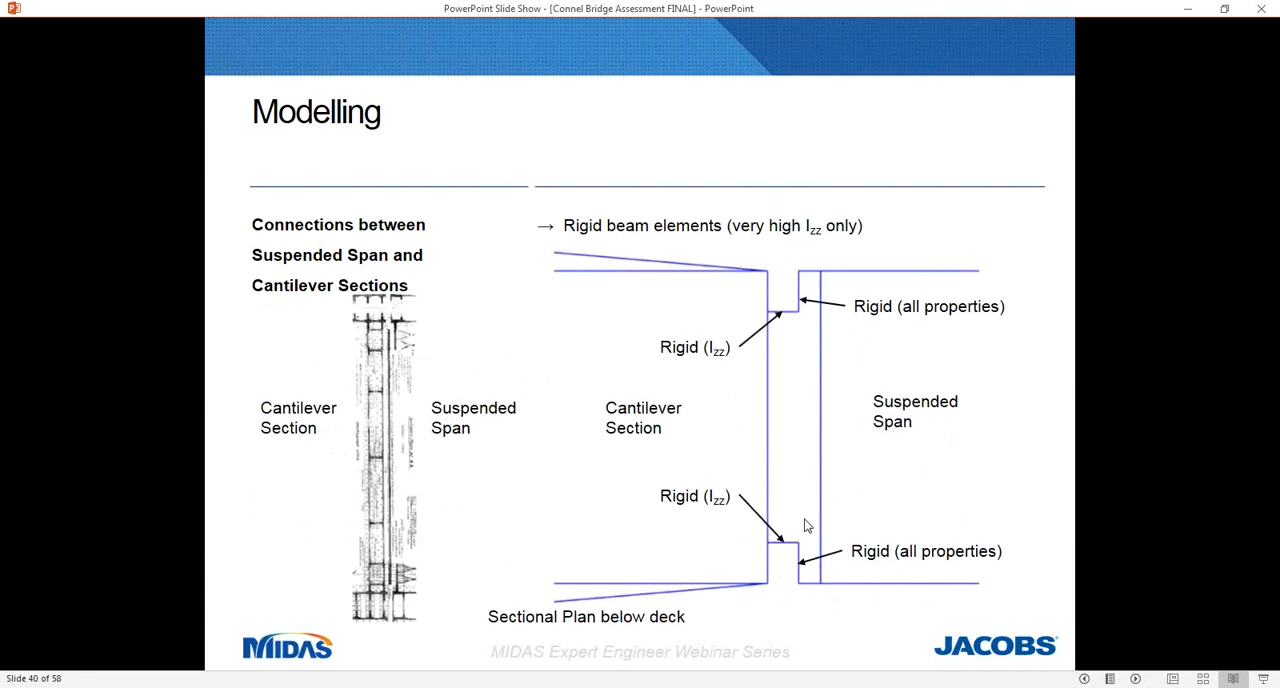 PowerPoint Slide Show - [Connel Bridge Assessment FINAL] - PowerPoint
Modelling
Connections between
Suspended Span and
Cantilever Sections
→ Rigid beam elements (very high Izz only)
Rigid (all properties)
Rigid (Izz)
Cantilever
Section
Suspended
Span
Cantilever
Section
Suspended
Span
Rigid (Izz)
Rigid (all properties)
Sectional Plan below deck
MIDAS
MIDAS Expert Engineer Webinar Series
JACOBS
Slide 40 of 58